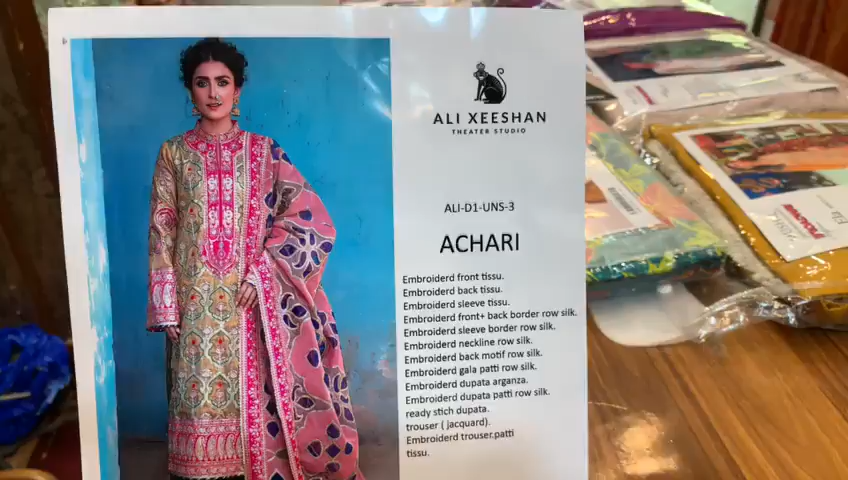 ALI XEESHAN
THEATER STUDIO
ALI-D1-UNS-3
ACHARI
Embroiderd front tissu.
Embroiderd back tissu.
Embroiderd sleeve tissu.
Embroiderd front+ back border row silk.
Embroiderd sleeve border row silk.
Embroiderd neckline row silk.
Embroiderd back motif row silk.
Embroiderd gala patti row silk.
Embroiderd dupata arganza.
Embroiderd dupata patti row silk.
ready stich dupata.
trouser ( jacquard).
Embroiderd trouser.patti
tissu.